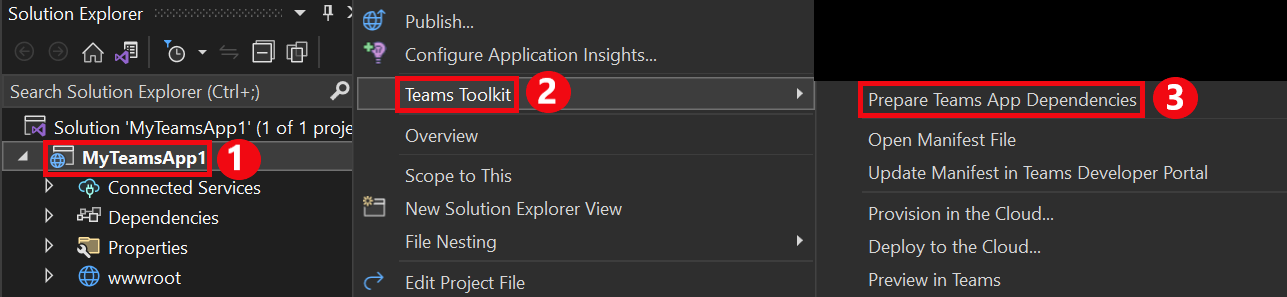 Solution Explorer
Search Solution Explorer (Ctrl+;)
Solution 'MyTeamsApp1' (1 of 1 proje
MyTeamsApp1
1
Connected Services
Dependencies
Properties
wwwroot
Publish...
Configure Application Insights...
Teams Toolkit
2
Overview
Scope to This
New Solution Explorer View
File Nesting
Edit Project File
Prepare Teams App Dependencies
3
Open Manifest File
Update Manifest in Teams Developer Portal
Provision in the Cloud...
Deploy to the Cloud...
Preview in Teams